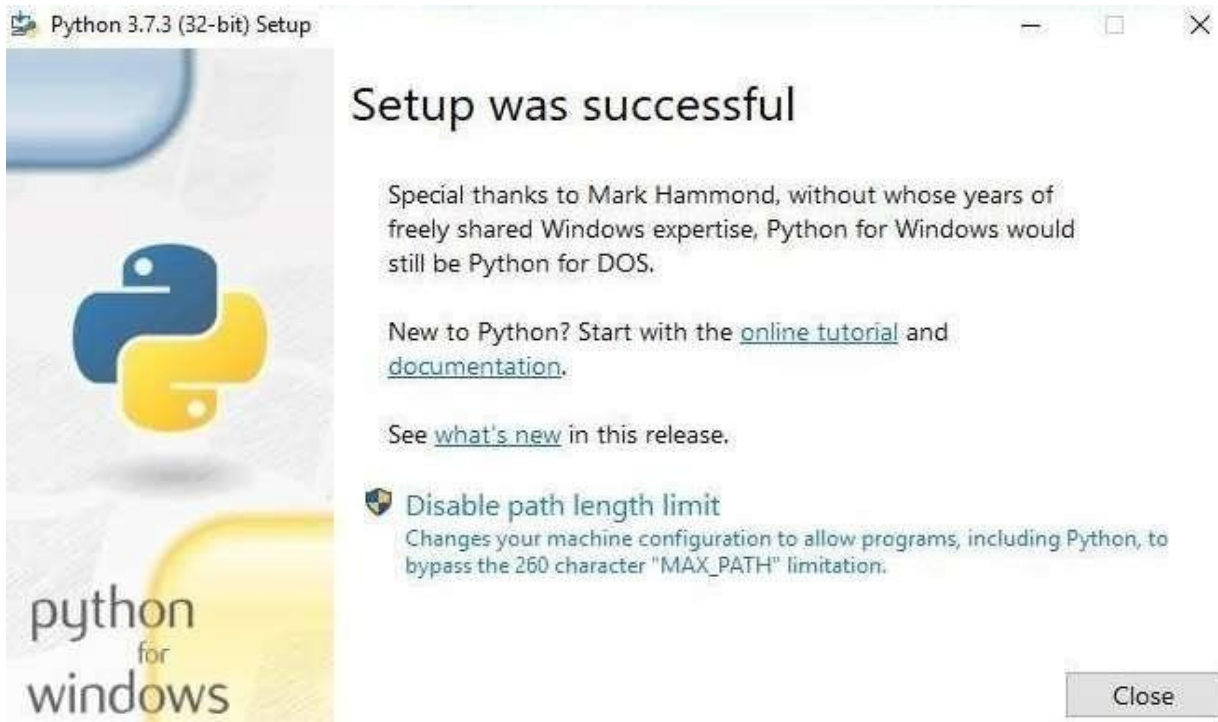 Python 3.7.3 (32-bit) Setup
Setup was successful
Special thanks to Mark Hammond, without whose years of
freely shared Windows expertise, Python for Windows would
still be Python for DOS.
New to Python? Start with the online tutorial and
documentation.
See what's new in this release.
Disable path length limit
Changes your machine configuration to allow programs, including Python, to
bypass the 260 character "MAX_PATH" limitation.
python
for
windows
Close